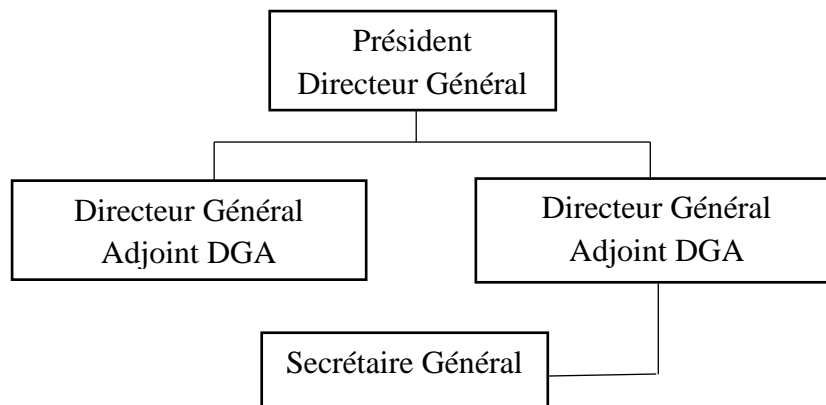 Président
Directeur Général
Directeur Général
Adjoint DGA
Directeur Général
Adjoint DGA
Secrétaire Général